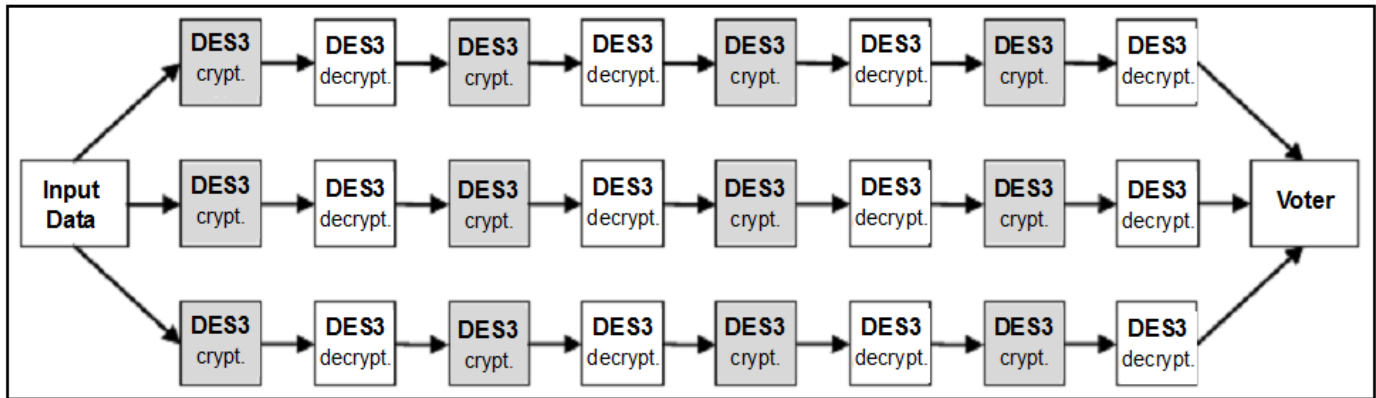 DES3
crypt.
DES3
decrypt.
DES3
crypt.
DES3
decrypt.
DES3
crypt.
DES3
decrypt.
DES3
crypt.
DES3
decrypt.
Input
Data
DES3
crypt.
DES3
decrypt.
DES3
crypt.
DES3
decrypt.
DES3
crypt.
DES3
decrypt.
DES3
crypt.
DES3
decrypt.
Voter
DES3
crypt.
DES3
decrypt.
DES3
crypt.
DES3
decrypt.
DES3
crypt.
DES3
decrypt.
DES3
crypt.
DES3
decrypt.